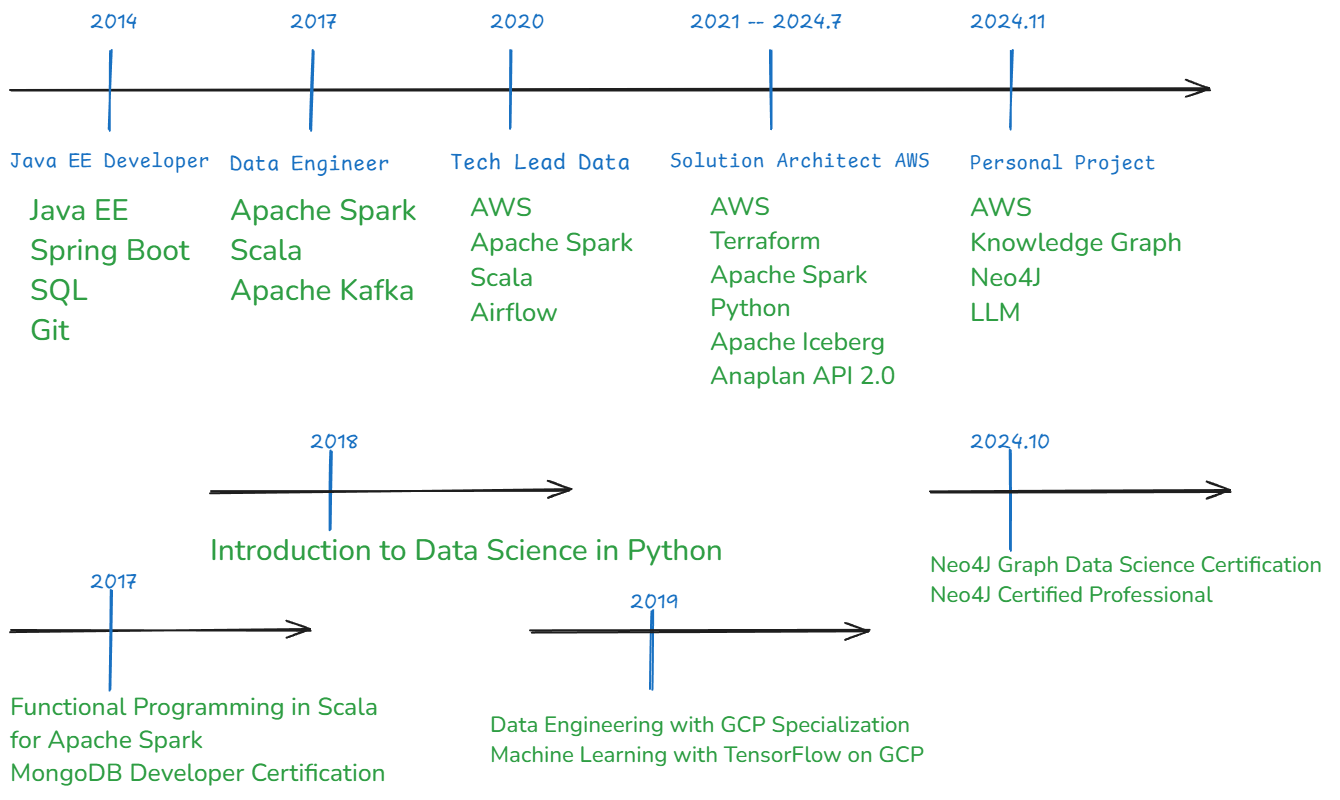 2014
2017
2020
2021 -- 2024.7
2024.11
Java EE Developer
Data Engineer
Tech Lead Data
Solution Architect AWS
Personal Project
Java EE
Spring Boot
SQL
Git
Apache Spark
Scala
Apache Kafka
AWS
Apache Spark
Scala
Airflow
AWS
Terraform
Apache Spark
Python
Apache Iceberg
Anaplan API 2.0
AWS
Knowledge Graph
Neo4J
LLM
2018
Introduction to Data Science in Python
2024.10
Neo4J Graph Data Science Certification
Neo4J Certified Professional
2017
Functional Programming in Scala
for Apache Spark
MongoDB Developer Certification
2019
Data Engineering with GCP Specialization
Machine Learning with TensorFlow on GCP